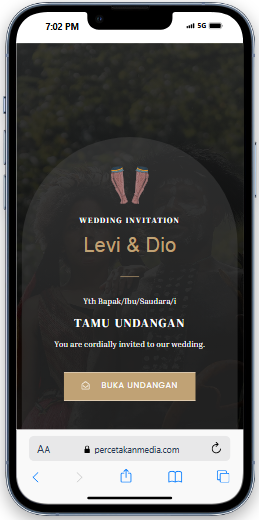 7:02 PM
5G
WEDDING INVITATION
Levi & Dio
Yth Bapak/Ibu/Saudara/i
TAMU UNDANGAN
You are cordially invited to our wedding.
BUKA UNDANGAN
AA percetakanmedia.com